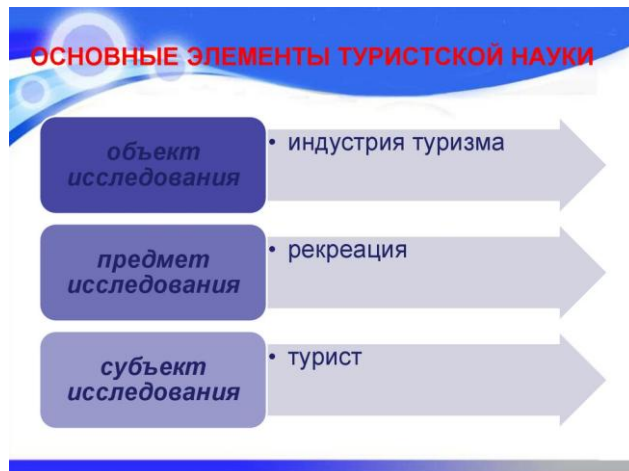 ОСНОВНЫЕ ЭЛЕМЕНТЫ ТУРИСТСКОЙ НАУКИ
объект
исследования
• индустрия туризма
предмет
исследования
• рекреация
субъект
исследования
• турист